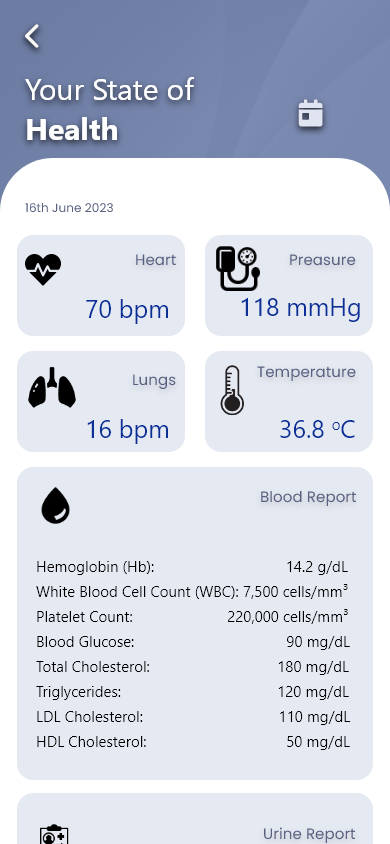 Your State of
Health
16th June 2023
Heart
70 bpm
Preasure
118 mmHg
Lungs
16 bpm
Temperature
36.8 ºC
Blood Report
Hemoglobin (Hb): 14.2 g/dL
White Blood Cell Count (WBC): 7,500 cells/mm³
Platelet Count: 220,000 cells/mm³
Blood Glucose: 90 mg/dL
Total Cholesterol: 180 mg/dL
Triglycerides: 120 mg/dL
LDL Cholesterol: 110 mg/dL
HDL Cholesterol: 50 mg/dL
Urine Report